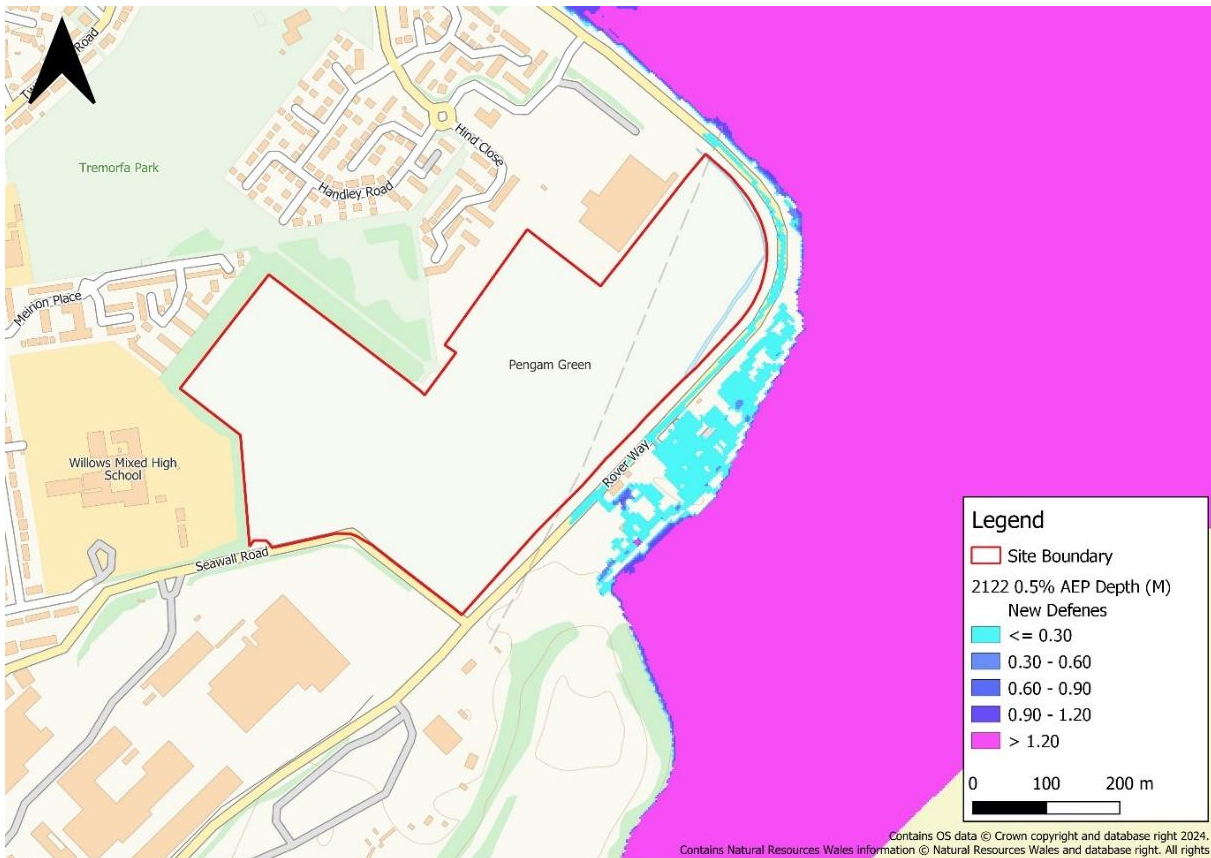 Road
Tremorfa Park
Hind Close
Handley Road
Meirion Place
Pengam Green
Willows Mixed High
School
Rover Way
Seawall Road
Legend
Site Boundary
2122 0.5% AEP Depth (M)
New Defenes
<= 0.30
0.30 - 0.60
0.60 - 0.90
0.90 - 1.20
> 1.20
0 100 200 m
Contains OS data © Crown copyright and database right 2024.
Contains Natural Resources Wales information © Natural Resources Wales and database right. All rights